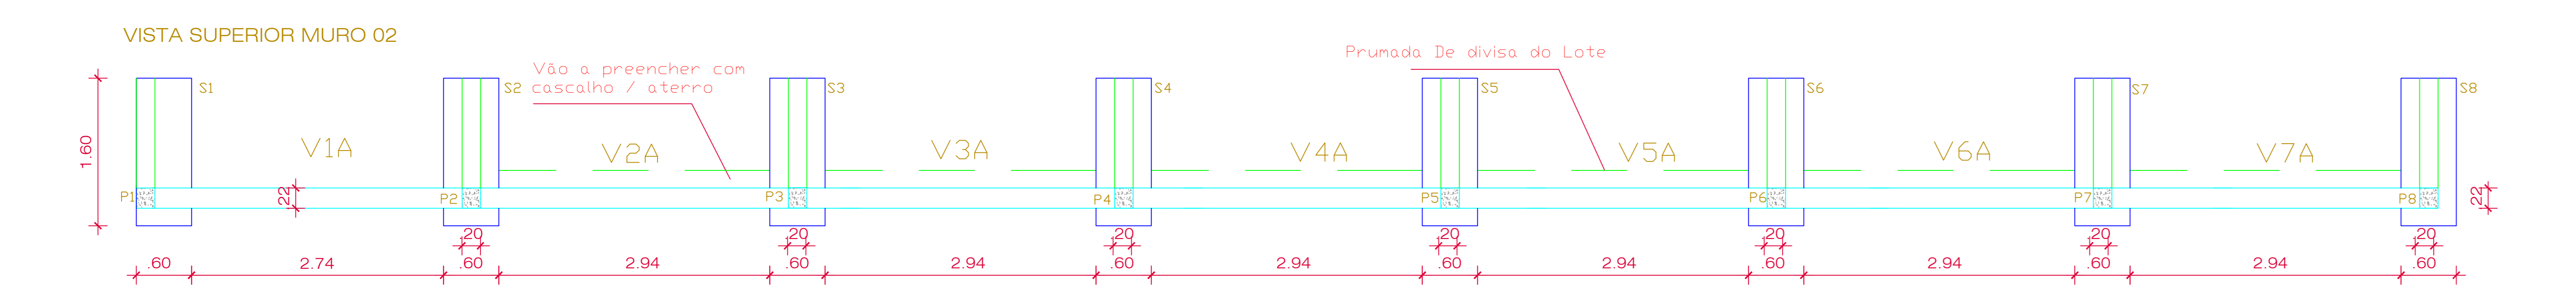 VISTA SUPERIOR MURO 02
Prumada De divisa do Lote
Vão a preencher com
cascalho / aterro
S1
S2
S3
S4
S5
S6
S7
S8
1.60
V1A
V2A
V3A
V4A
V5A
V6A
V7A
P1
P2
P3
P4
P5
P6
P7
P8
22
22
.20
.20
.20
.20
.20
.20
.20
.60
2.74
.60
2.94
.60
2.94
.60
2.94
.60
2.94
.60
2.94
.60
2.94
.60